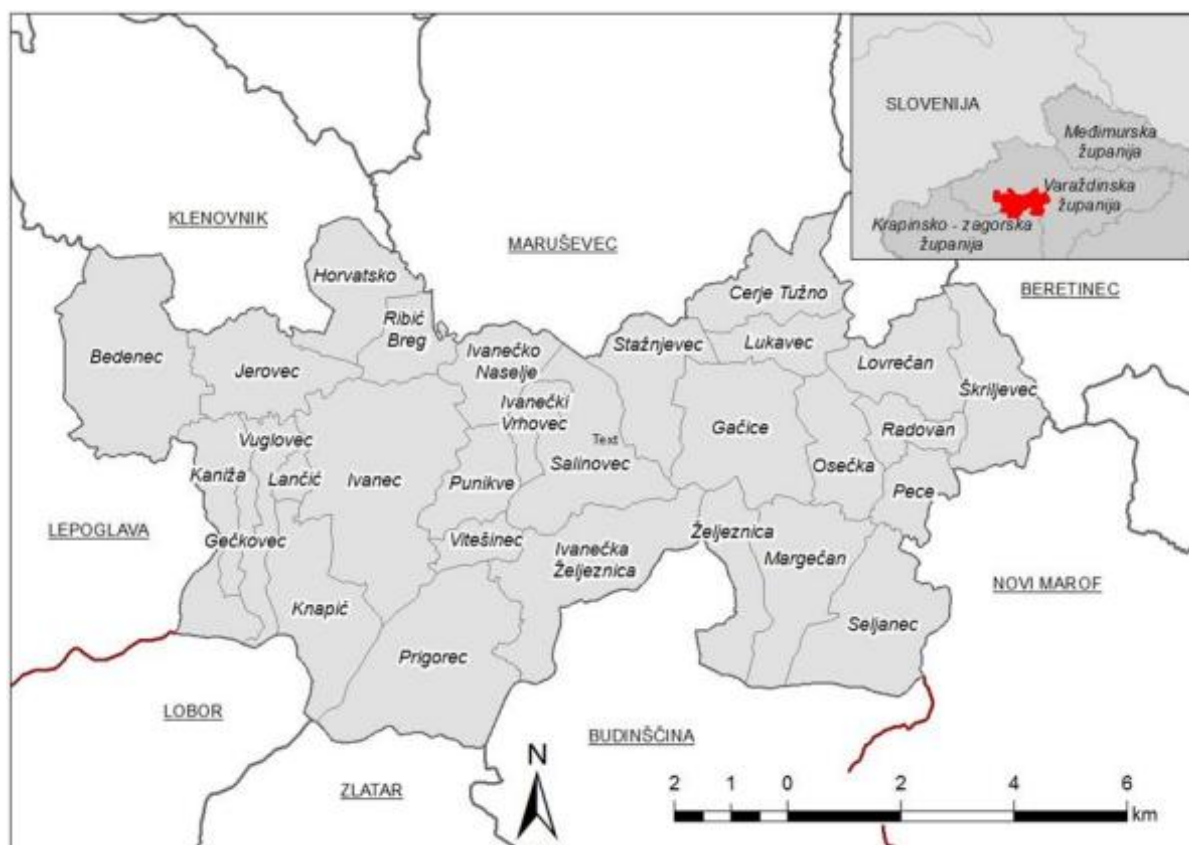 SLOVENIJA
Međimurska
županija
Varaždinska
županija
Krapinsko - zagorska
županija
KLENOVNIK
MARUŠEVEC
BERETINEC
Horvatsko
Cerje Tužno
Ribić
Breg
Bedenec
Jerovec
Ivanečko
Naselje
Stažnjevec
Lukavec
Lovrečan
Škriljevec
Ivanečki
Vrhovec
Gačice
Radovan
Vuglovec
Text
Kaniža
Lančić
Ivanec
Punikve
Salinovec
Osečka
Pece
LEPOGLAVA
Gečkovec
Vitešinec
Ivanečka
Željeznica
Željeznica
Margečan
NOVI MAROF
Knapić
Seljanec
Prigorec
LOBOR
BUDINŠČINA
ZLATAR
N
2 1 0 2 4 6
km